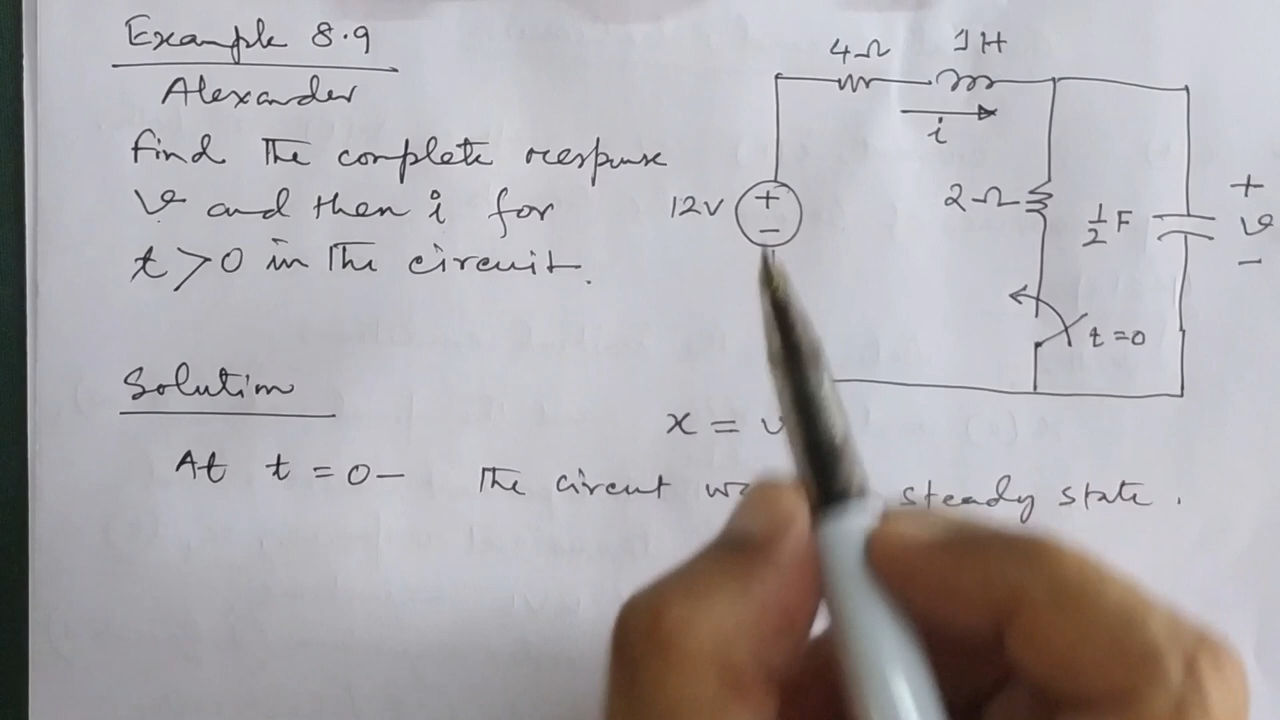 Example 8.9
Alexander
find the complete response
v and then i for
t > 0 in the circuit.
4Ω 1H
i
12V
+
−
2Ω
1/2 F
+
v
−
t=0
Solution
x = v
At t = 0− The circuit steady state.